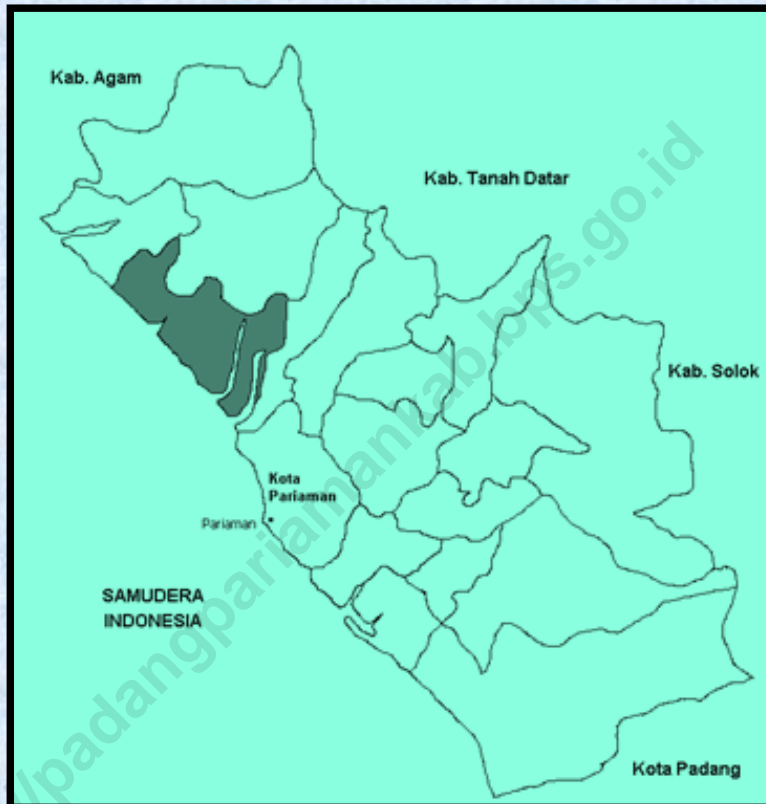 Kab. Agam
Kab. Tanah Datar
Kab. Solok
Kota
Pariaman
Pariaman
SAMUDERA
INDONESIA
Kota Padang
/padangpariamankab.bps.go.id